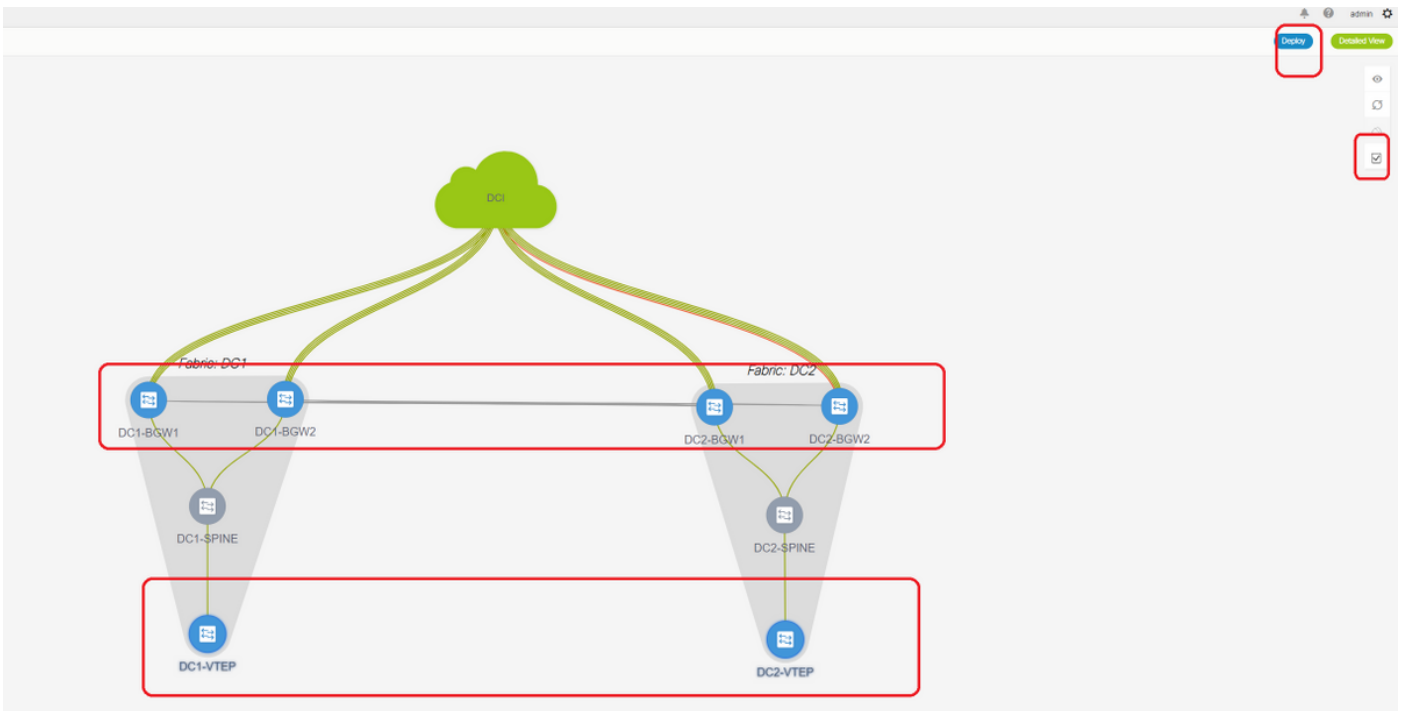 admin
Deploy
Detailed View
DCI
Fabric: DC1
Fabric: DC2
DC1-BGW1
DC1-BGW2
DC2-BGW1
DC2-BGW2
DC1-SPINE
DC2-SPINE
DC1-VTEP
DC2-VTEP